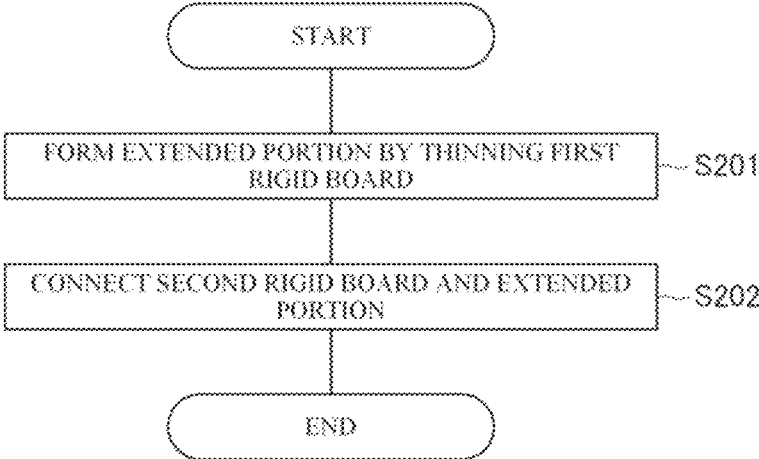 START
FORM EXTENDED PORTION BY THINNING FIRST
RIGID BOARD
S201
CONNECT SECOND RIGID BOARD AND EXTENDED
PORTION
S202
END